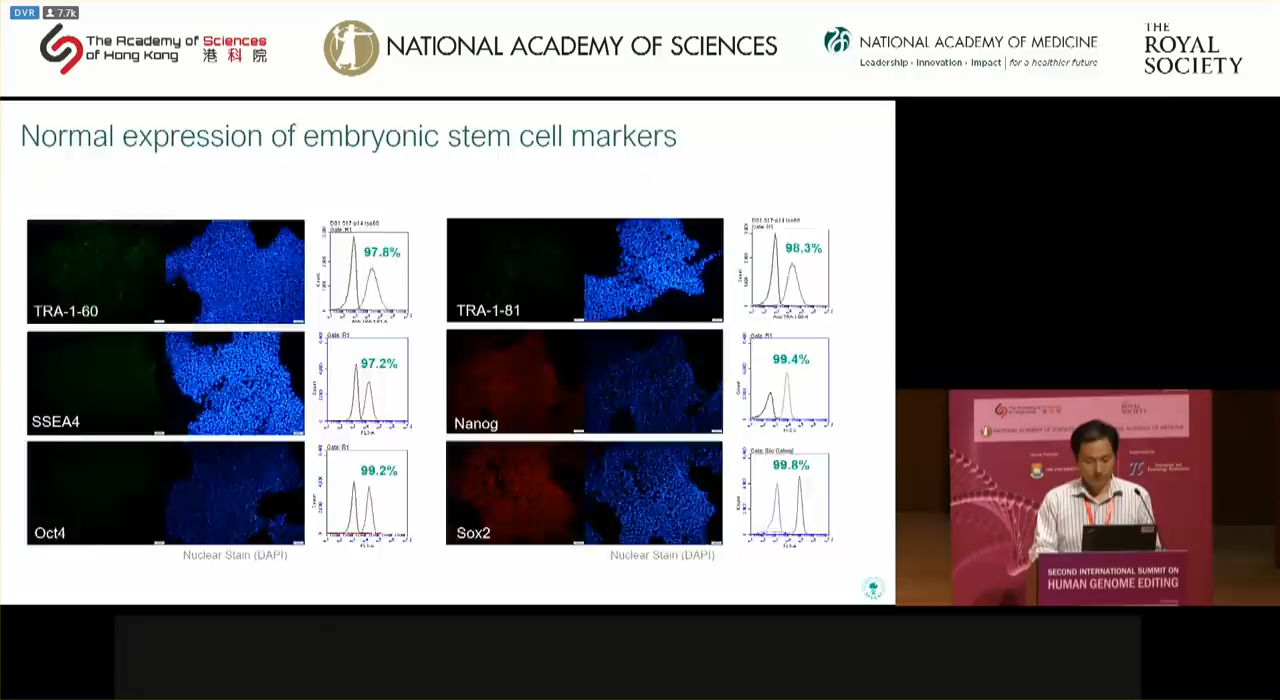 DVR 7.7k
The Academy of Sciences
of Hong Kong 港科院
NATIONAL ACADEMY OF SCIENCES
NATIONAL ACADEMY OF MEDICINE
Leadership · Innovation · Impact | for a healthier future
THE
ROYAL
SOCIETY
Normal expression of embryonic stem cell markers
97.8%
TRA-1-60
98.3%
TRA-1-81
97.2%
SSEA4
99.4%
Nanog
99.2%
Oct4
99.8%
Sox2
Nuclear Stain (DAPI)
Nuclear Stain (DAPI)
SECOND INTERNATIONAL SUMMIT ON
HUMAN GENOME EDITING